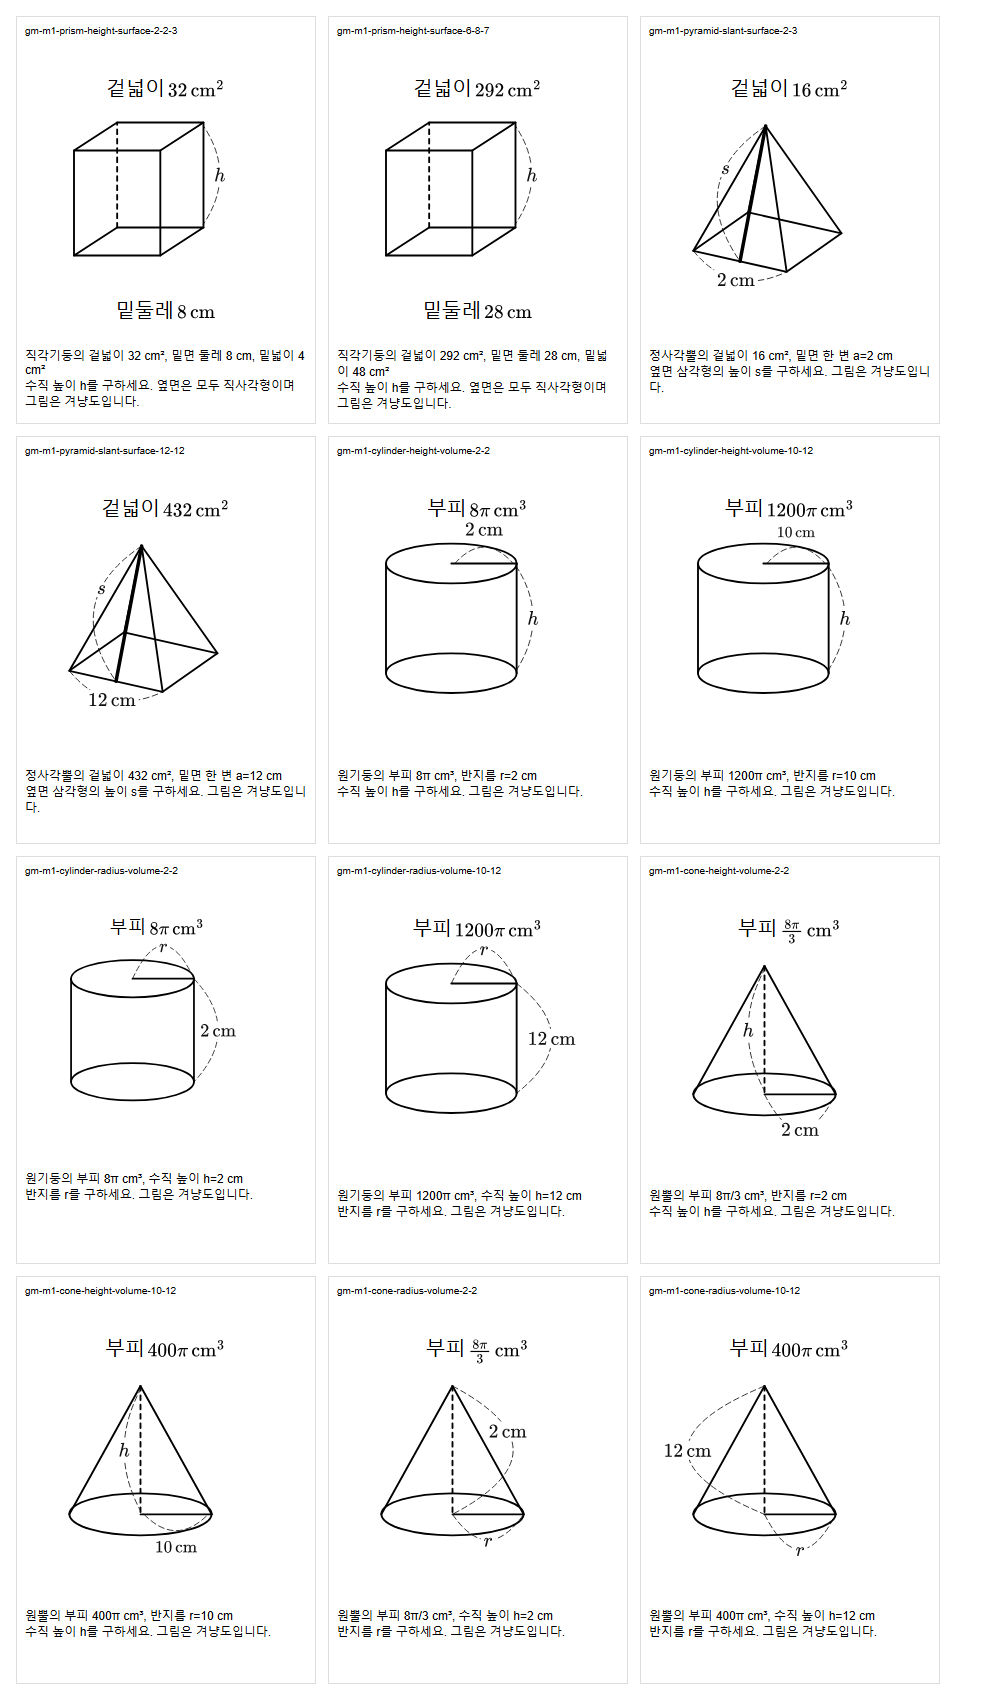 gm-m1-prism-height-surface-2-2-3
겉넓이 32 cm²
h
밑둘레 8 cm
직각기둥의 겉넓이 32 cm², 밑면 둘레 8 cm, 밑넓이 4
cm²
수직 높이 h를 구하세요. 옆면은 모두 직사각형이며
그림은 겨냥도입니다.
gm-m1-prism-height-surface-6-8-7
겉넓이 292 cm²
h
밑둘레 28 cm
직각기둥의 겉넓이 292 cm², 밑면 둘레 28 cm, 밑넓
이 48 cm²
수직 높이 h를 구하세요. 옆면은 모두 직사각형이며
그림은 겨냥도입니다.
gm-m1-pyramid-slant-surface-2-3
겉넓이 16 cm²
s
2 cm
정사각뿔의 겉넓이 16 cm², 밑면 한 변 a=2 cm
옆면 삼각형의 높이 s를 구하세요. 그림은 겨냥도입니
다.
gm-m1-pyramid-slant-surface-12-12
겉넓이 432 cm²
s
12 cm
정사각뿔의 겉넓이 432 cm², 밑면 한 변 a=12 cm
옆면 삼각형의 높이 s를 구하세요. 그림은 겨냥도입니
다.
gm-m1-cylinder-height-volume-2-2
부피 8π cm³
2 cm
h
원기둥의 부피 8π cm³, 반지름 r=2 cm
수직 높이 h를 구하세요. 그림은 겨냥도입니다.
gm-m1-cylinder-height-volume-10-12
부피 1200π cm³
10 cm
h
원기둥의 부피 1200π cm³, 반지름 r=10 cm
수직 높이 h를 구하세요. 그림은 겨냥도입니다.
gm-m1-cylinder-radius-volume-2-2
부피 8π cm³
r
2 cm
원기둥의 부피 8π cm³, 수직 높이 h=2 cm
반지름 r를 구하세요. 그림은 겨냥도입니다.
gm-m1-cylinder-radius-volume-10-12
부피 1200π cm³
r
12 cm
원기둥의 부피 1200π cm³, 수직 높이 h=12 cm
반지름 r를 구하세요. 그림은 겨냥도입니다.
gm-m1-cone-height-volume-2-2
부피 8π/3 cm³
h
2 cm
원뿔의 부피 8π/3 cm³, 반지름 r=2 cm
수직 높이 h를 구하세요. 그림은 겨냥도입니다.
gm-m1-cone-height-volume-10-12
부피 400π cm³
h
10 cm
원뿔의 부피 400π cm³, 반지름 r=10 cm
수직 높이 h를 구하세요. 그림은 겨냥도입니다.
gm-m1-cone-radius-volume-2-2
부피 8π/3 cm³
2 cm
r
원뿔의 부피 8π/3 cm³, 수직 높이 h=2 cm
반지름 r를 구하세요. 그림은 겨냥도입니다.
gm-m1-cone-radius-volume-10-12
부피 400π cm³
12 cm
r
원뿔의 부피 400π cm³, 수직 높이 h=12 cm
반지름 r를 구하세요. 그림은 겨냥도입니다.